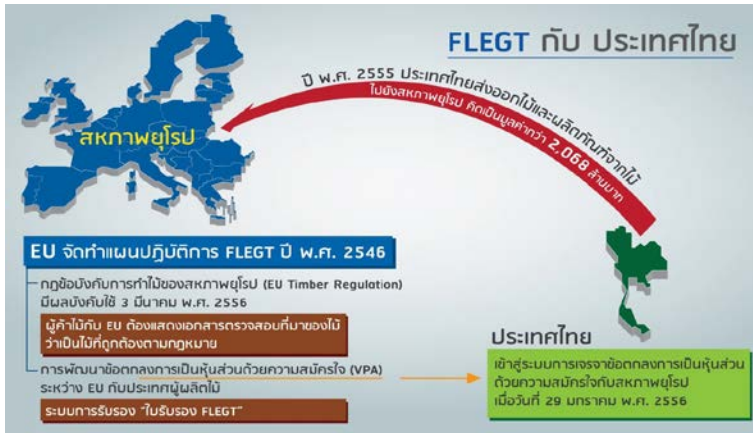 FLEGT กับ ประเทศไทย
ปี พ.ศ. 2555 ประเทศไทยส่งออกไม้และผลิตภัณฑ์จากไม้
ไปยังสหภาพยุโรป คิดเป็นมูลค่ากว่า 2,068 ล้านบาท
สหภาพยุโรป
EU จัดทำแผนปฏิบัติการ FLEGT ปี พ.ศ. 2546
กฎข้อบังคับการทำไม้ของสหภาพยุโรป (EU Timber Regulation)
มีผลบังคับใช้ 3 มีนาคม พ.ศ. 2556
ผู้ค้าไม้กับ EU ต้องแสดงเอกสารตรวจสอบที่มาของไม้
ว่าเป็นไม้ที่ถูกต้องตามกฎหมาย
การพัฒนาข้อตกลงการเป็นหุ้นส่วนด้วยความสมัครใจ (VPA)
ระหว่าง EU กับประเทศผู้ผลิตไม้
ระบบการรับรอง "ใบรับรอง FLEGT"
ประเทศไทย
เข้าสู่ระบบการเจรจาข้อตกลงการเป็นหุ้นส่วน
ด้วยความสมัครใจกับสหภาพยุโรป
เมื่อวันที่ 29 มกราคม พ.ศ. 2556